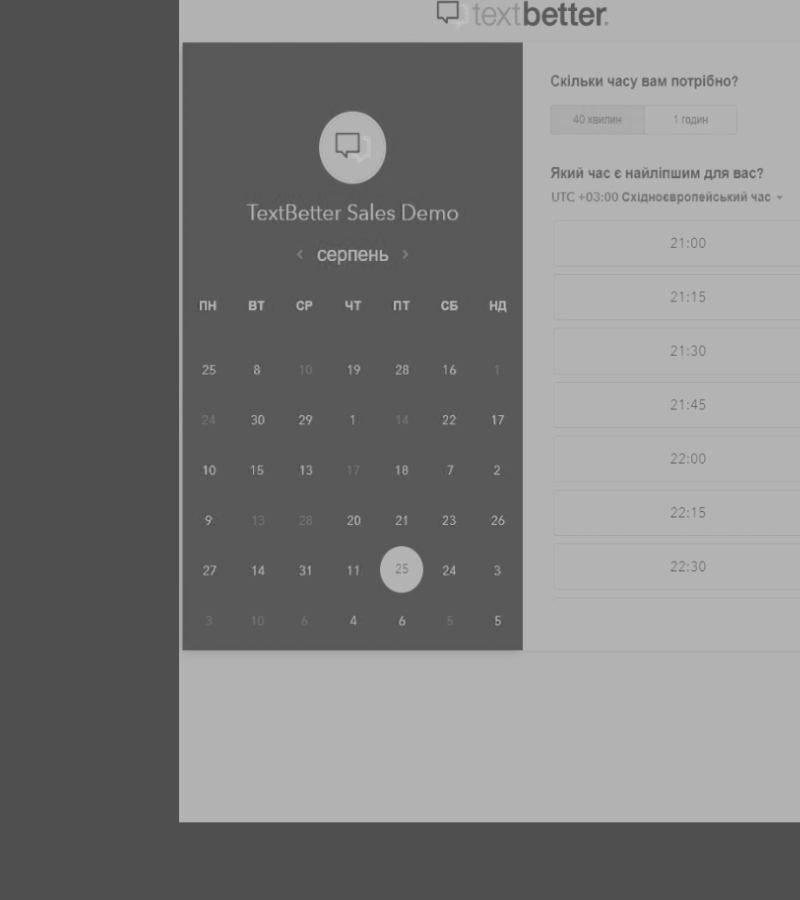 textbetter.
TextBetter Sales Demo
‹ серпень ›
ПН ВТ СР ЧТ ПТ СБ НД
25 8 10 19 28 16 1
24 30 29 1 14 22 17
10 15 13 17 18 7 2
9 13 28 20 21 23 26
27 14 31 11 25 24 3
3 10 6 4 6 5 5
Скільки часу вам потрібно?
40 хвилин 1 годин
Який час є найліпшим для вас?
UTC +03:00 Східноєвропейський час
21:00
21:15
21:30
21:45
22:00
22:15
22:30